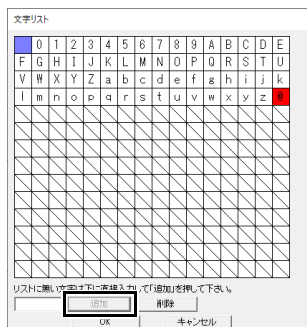 文字リスト
0 1 2 3 4 5 6 7 8 9 A B C D E
F G H I J K L M N O P Q R S T U
V W X Y Z a b c d e f g h i j k
l m n o p q r s t u v w x y z
リストに無い文字は下に直接入力して「追加」を押して下さい。
追加 削除
OK キャンセル